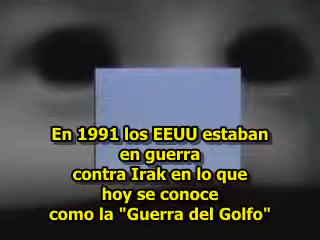 En 1991 los EEUU estaban
en guerra
contra Irak en lo que
hoy se conoce
como la "Guerra del Golfo"